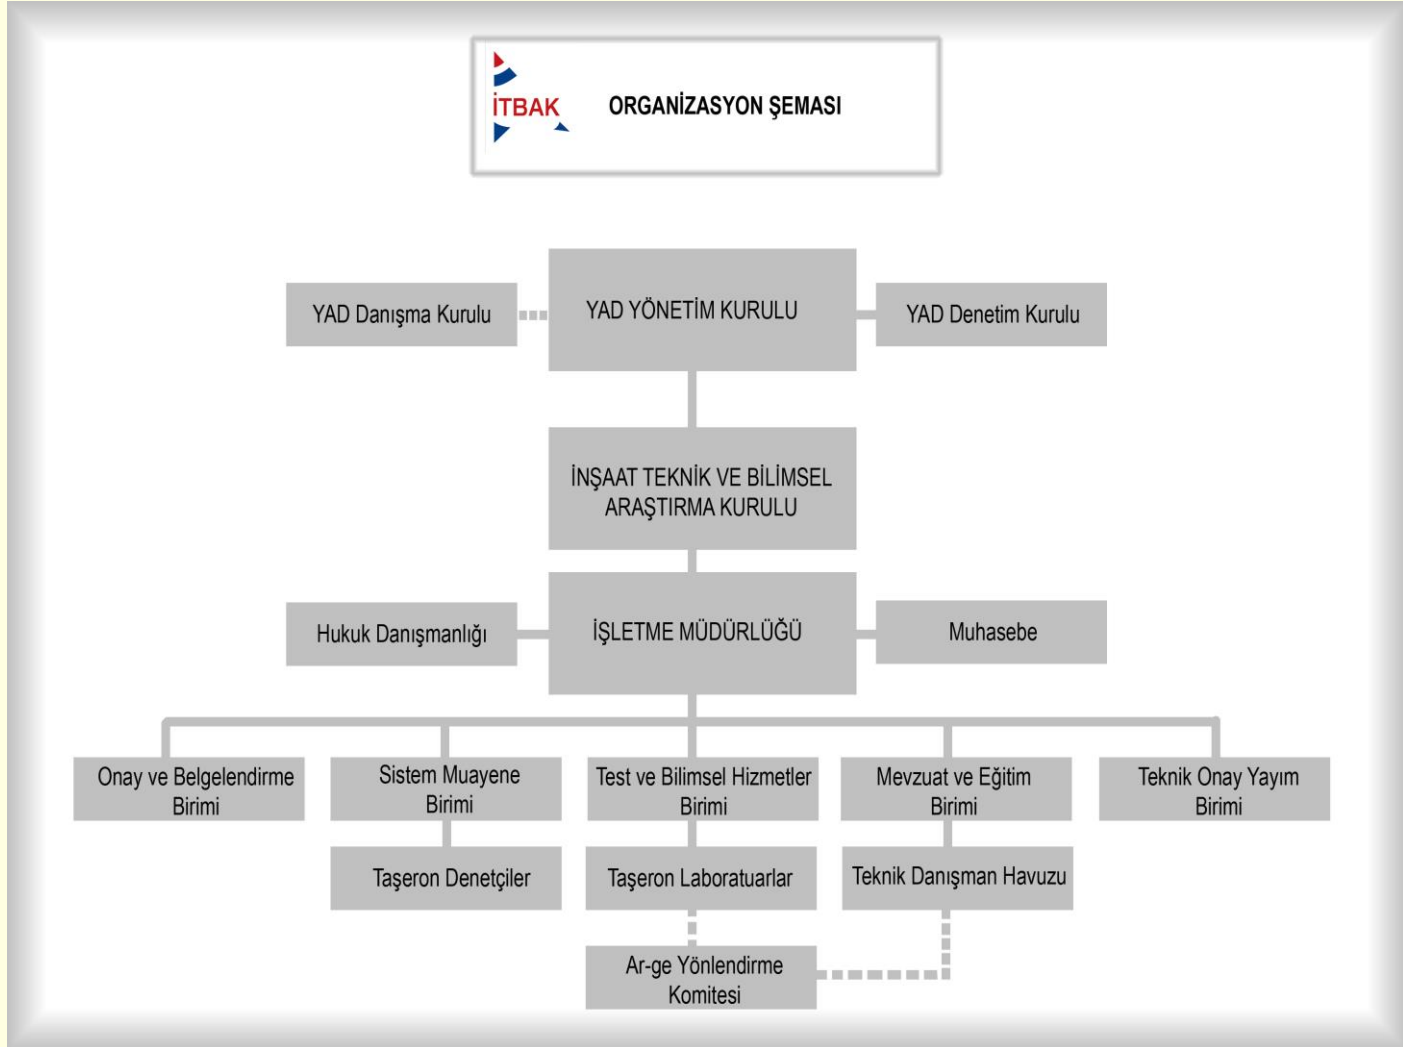 İTBAK
ORGANİZASYON ŞEMASI
YAD Danışma Kurulu
YAD YÖNETİM KURULU
YAD Denetim Kurulu
İNŞAAT TEKNİK VE BİLİMSEL
ARAŞTIRMA KURULU
Hukuk Danışmanlığı
İŞLETME MÜDÜRLÜĞÜ
Muhasebe
Onay ve Belgelendirme
Birimi
Sistem Muayene
Birimi
Test ve Bilimsel Hizmetler
Birimi
Mevzuat ve Eğitim
Birimi
Teknik Onay Yayım
Birimi
Taşeron Denetçiler
Taşeron Laboratuarlar
Teknik Danışman Havuzu
Ar-ge Yönlendirme
Komitesi